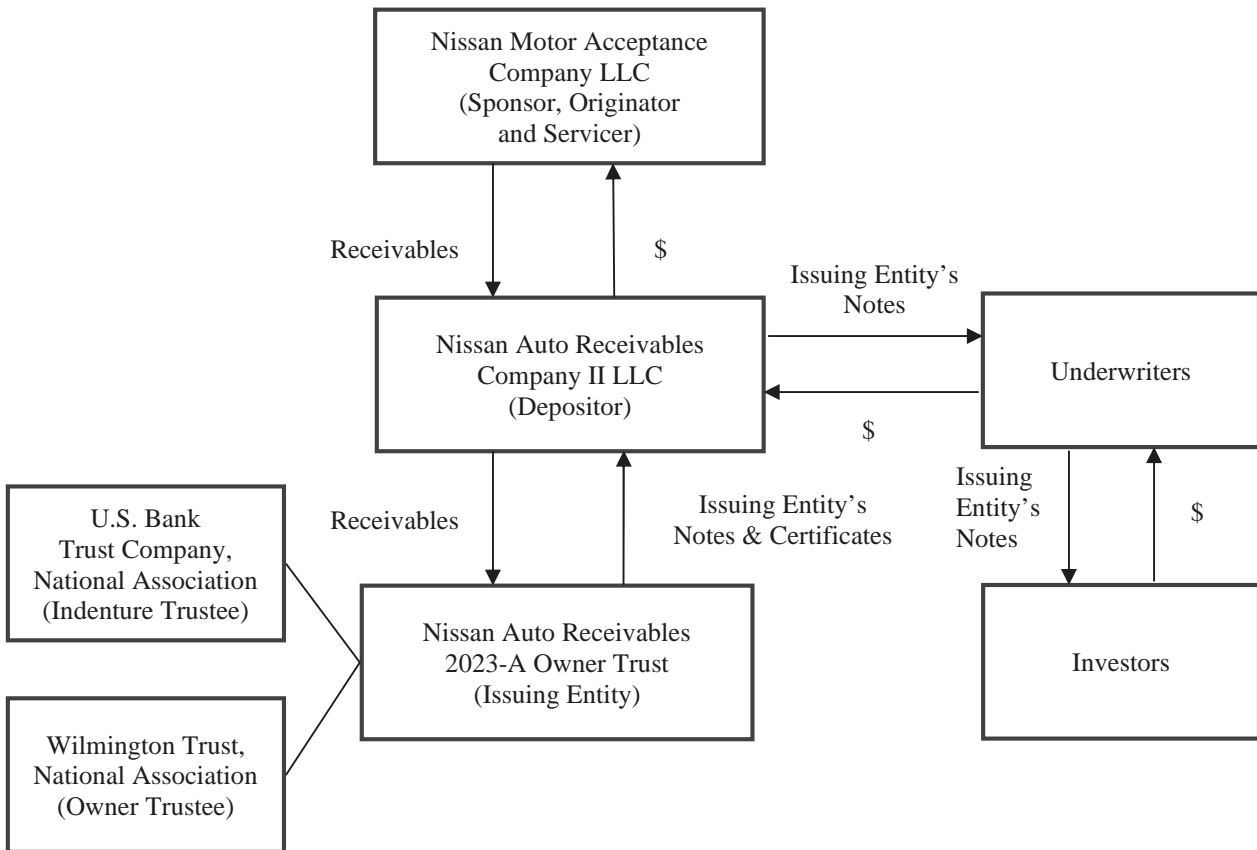 Nissan Motor Acceptance
Company LLC
(Sponsor, Originator
and Servicer)
Receivables
$
Issuing Entity’s
Notes
Nissan Auto Receivables
Company II LLC
(Depositor)
Underwriters
$
Receivables
Issuing Entity’s
Notes & Certificates
Issuing
Entity’s
Notes
$
U.S. Bank
Trust Company,
National Association
(Indenture Trustee)
Nissan Auto Receivables
2023-A Owner Trust
(Issuing Entity)
Investors
Wilmington Trust,
National Association
(Owner Trustee)